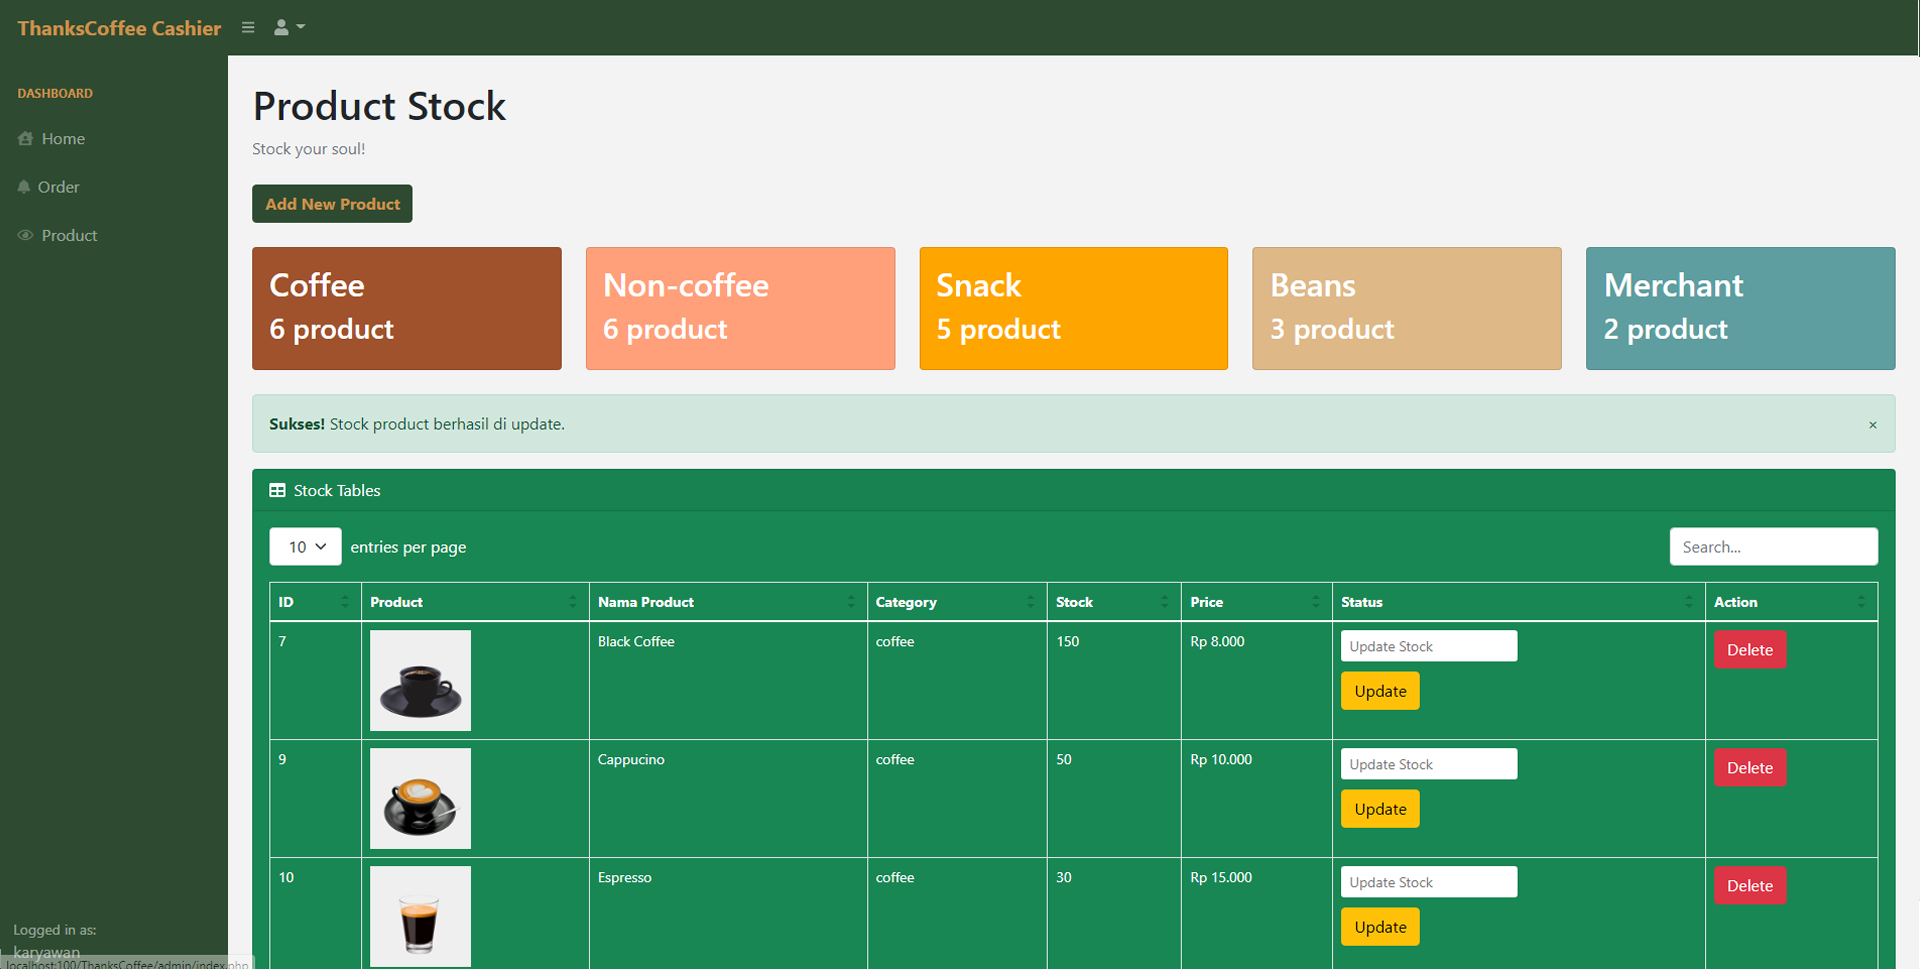 ThanksCoffee Cashier
DASHBOARD
Home
Order
Product
Logged in as:
karyawan
localhost:100/ThanksCoffee/admin/index.php
Product Stock
Stock your soul!
Add New Product
Coffee
6 product
Non-coffee
6 product
Snack
5 product
Beans
3 product
Merchant
2 product
Sukses! Stock product berhasil di update.
×
Stock Tables
10 entries per page
Search...
ID Product Nama Product Category Stock Price Status Action
7 Black Coffee coffee 150 Rp 8.000 Update Stock Delete
Update
9 Cappucino coffee 50 Rp 10.000 Update Stock Delete
Update
10 Espresso coffee 30 Rp 15.000 Update Stock Delete
Update